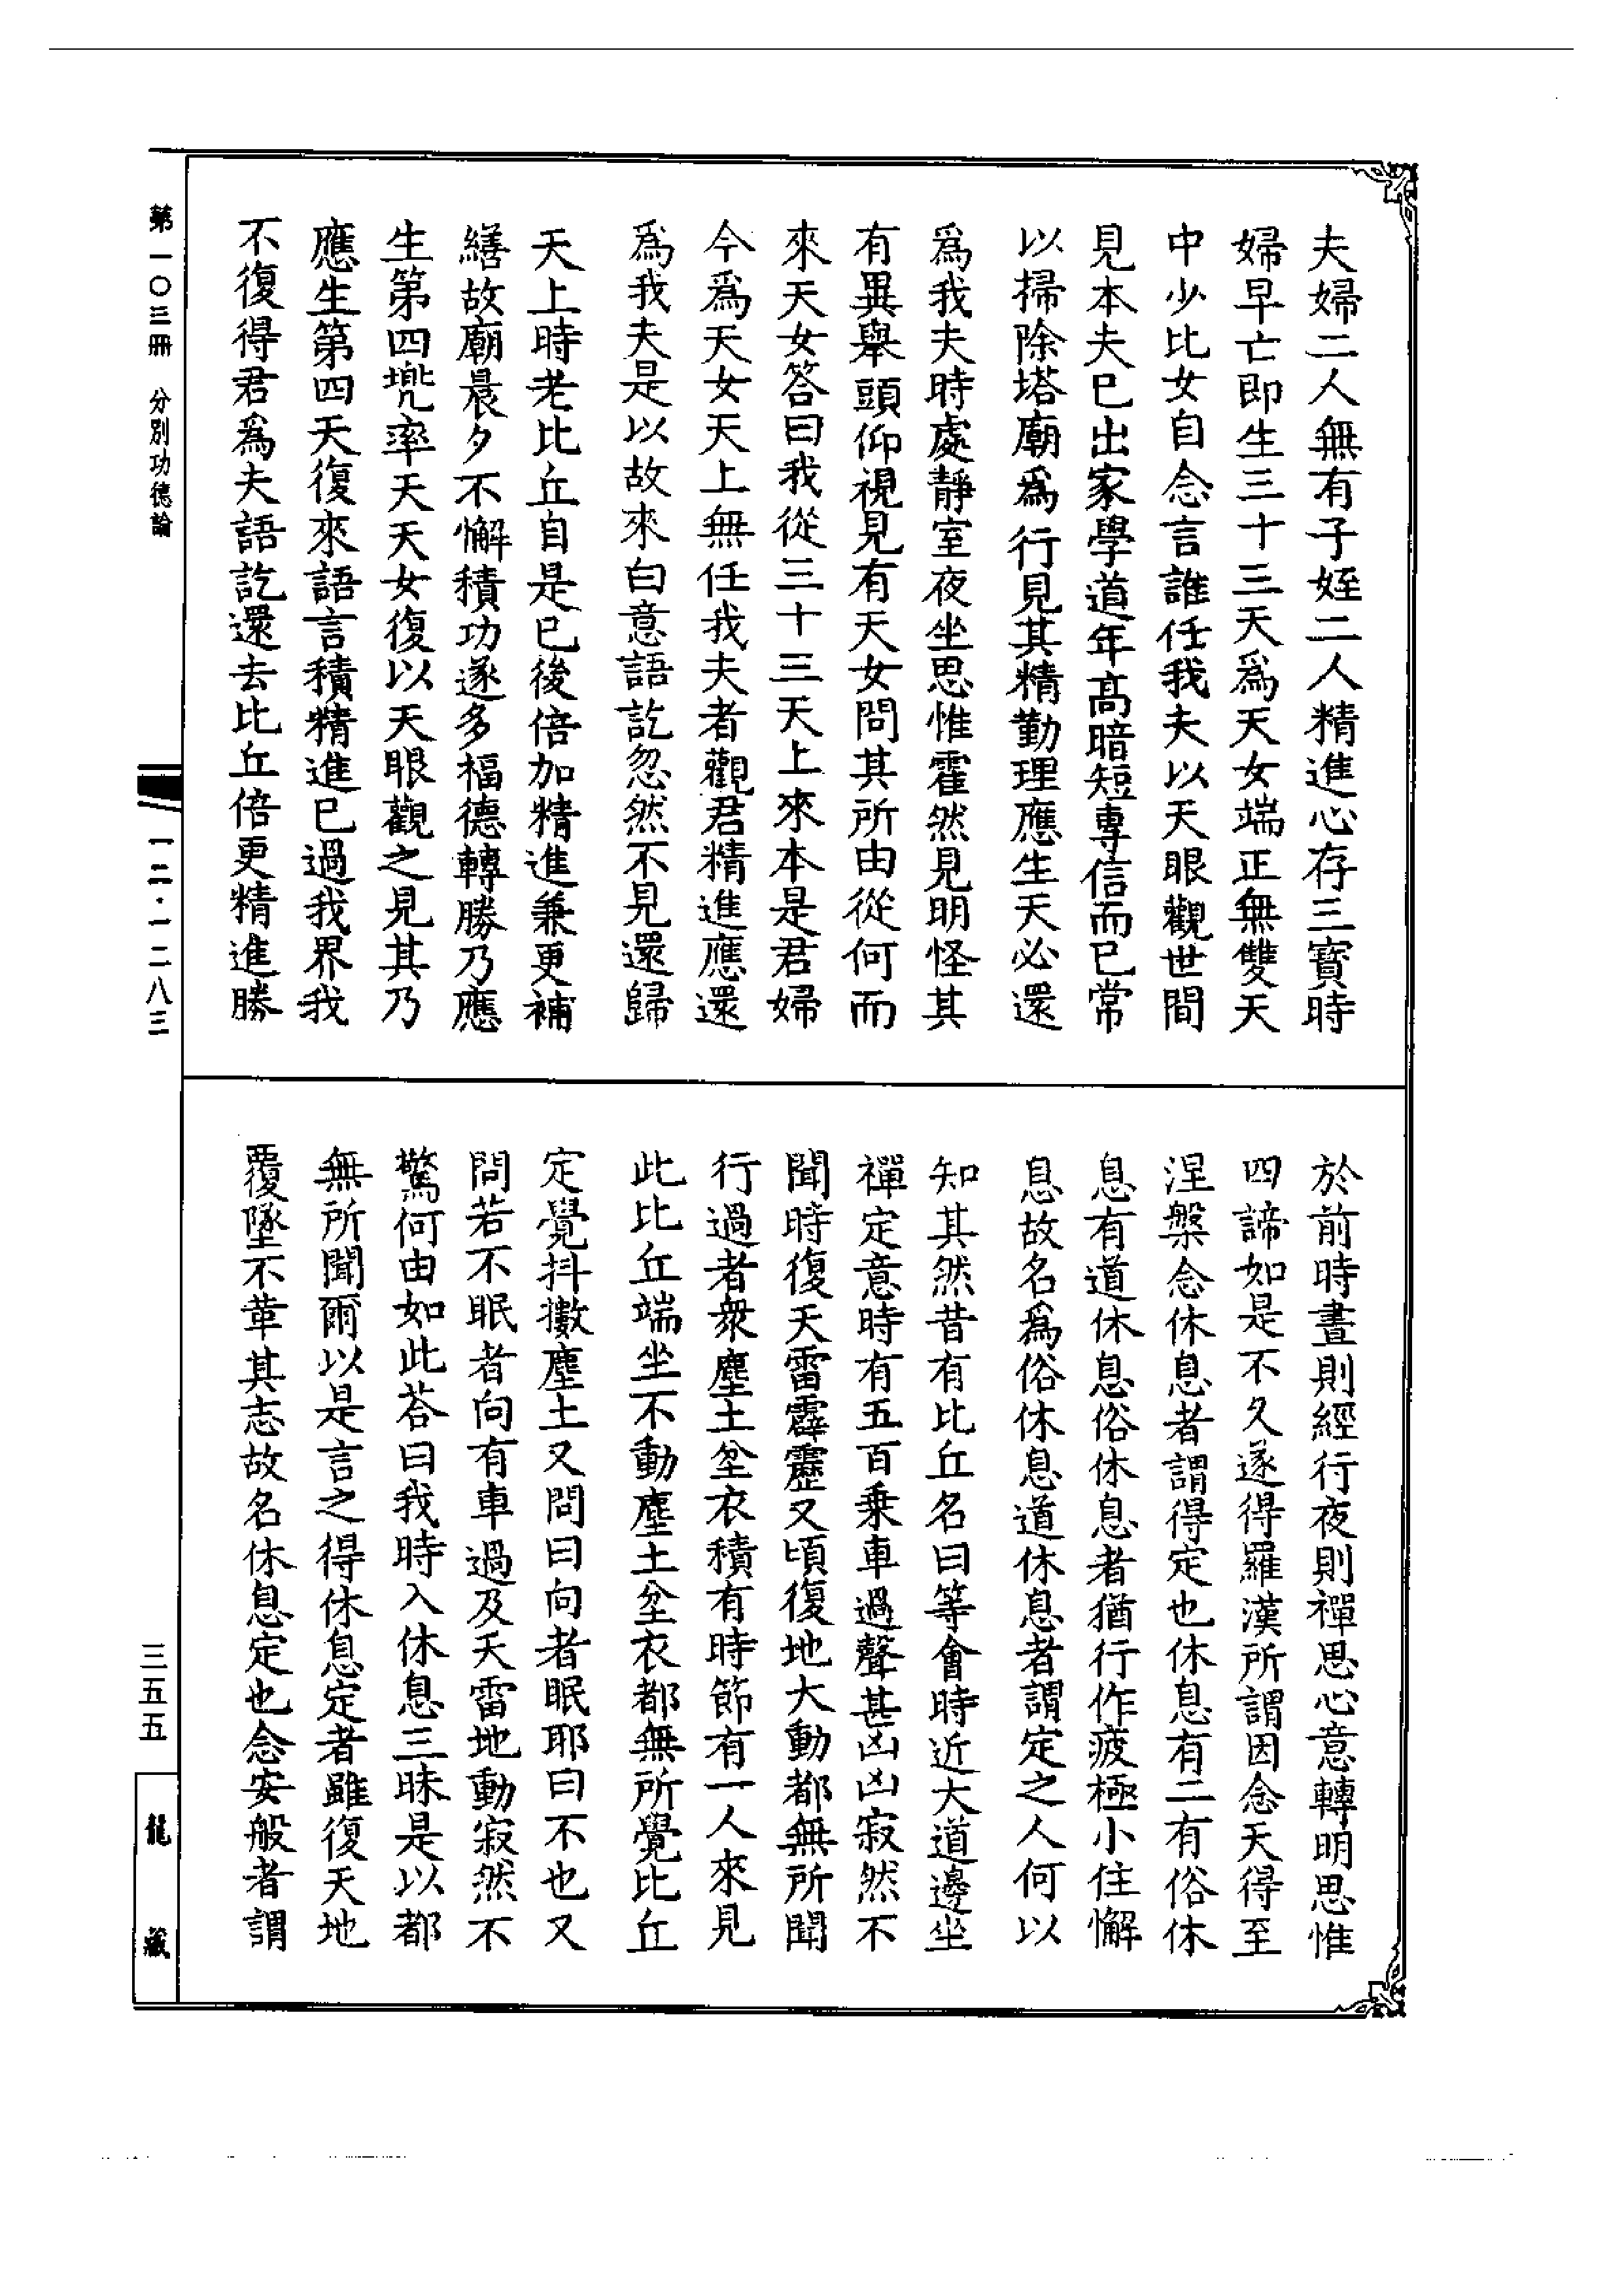 夫婦二人無有子姪二人精進心存三寶時
婦早亡即生三十三天爲天女端正無雙天
中少比女自念言誰任我夫以天眼觀世間
見本夫已出家學道年高暗短專信而已常
以掃除塔廟爲行見其精勤理應生天必還
爲我夫時處靜室夜坐思惟霍然見明怪其
有異舉頭仰視見有天女問其所由從何而
來天女答曰我從三十三天上來本是君婦
今爲天女天上無任我夫者觀君精進應還
爲我夫是以故來白意語訖忽然不見還歸
天上時老比丘自是已後倍加精進兼更補
繕故廟晨夕不懈積功遂多福德轉勝乃應
生第四兜率天天女復以天眼觀之見其乃
應生第四天復來語言積精進已過我界我
不復得君爲夫語訖還去比丘倍更精進勝
於前時晝則經行夜則禪思心意轉明思惟
四諦如是不久遂得羅漢所謂因念天得至
涅槃念休息者謂得定也休息有二有俗休
息有道休息俗休息者猶行作疲極小住懈
息故名爲俗休息道休息者謂定之人何以
知其然昔有比丘名曰等會時近大道邊坐
禪定意時有五百乗車過聲甚凶凶寂然不
聞時復天雷霹靂又頃復地大動都無所聞
行過者衆塵土坌衣積有時節有一人來見
此比丘端坐不動塵土坌衣都無所覺比丘
定覺抖擻塵土又問曰向者眠耶曰不也又
問若不眠者向有車過及天雷地動寂然不
驚何由如此荅曰我時入休息三昧是以都
無所聞爾以是言之得休息定者雖復天地
覆墜不革其志故名休息定也念安般者謂
第一〇三冊　分別功德論
一二·一二八三
三五五
龍藏